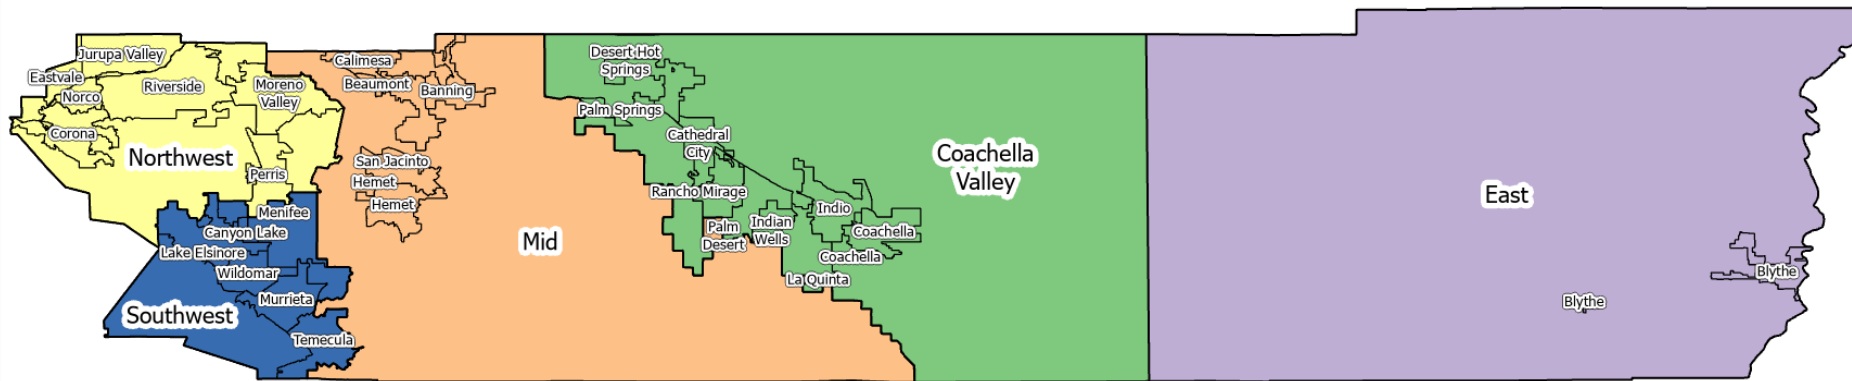 Jurupa Valley
Eastvale
Norco
Riverside
Moreno
Valley
Corona
Northwest
Perris
Menifee
Canyon Lake
Lake Elsinore
Wildomar
Murrieta
Southwest
Temecula
Calimesa
Beaumont
Banning
San Jacinto
Hemet
Hemet
Mid
Desert Hot
Springs
Palm Springs
Cathedral
City
Rancho Mirage
Palm
Desert
Indian
Wells
Indio
Coachella
Coachella
La Quinta
Coachella
Valley
East
Blythe
Blythe